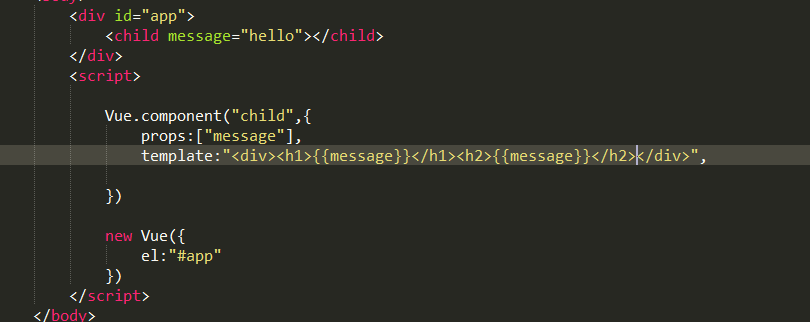 <body>
<div id="app">
<child message="hello"></child>
</div>
<script>
Vue.component("child",{
props:["message"],
template:"<div><h1>{{message}}</h1><h2>{{message}}</h2></div>",
})
new Vue({
el:"#app"
})
</script>
</body>